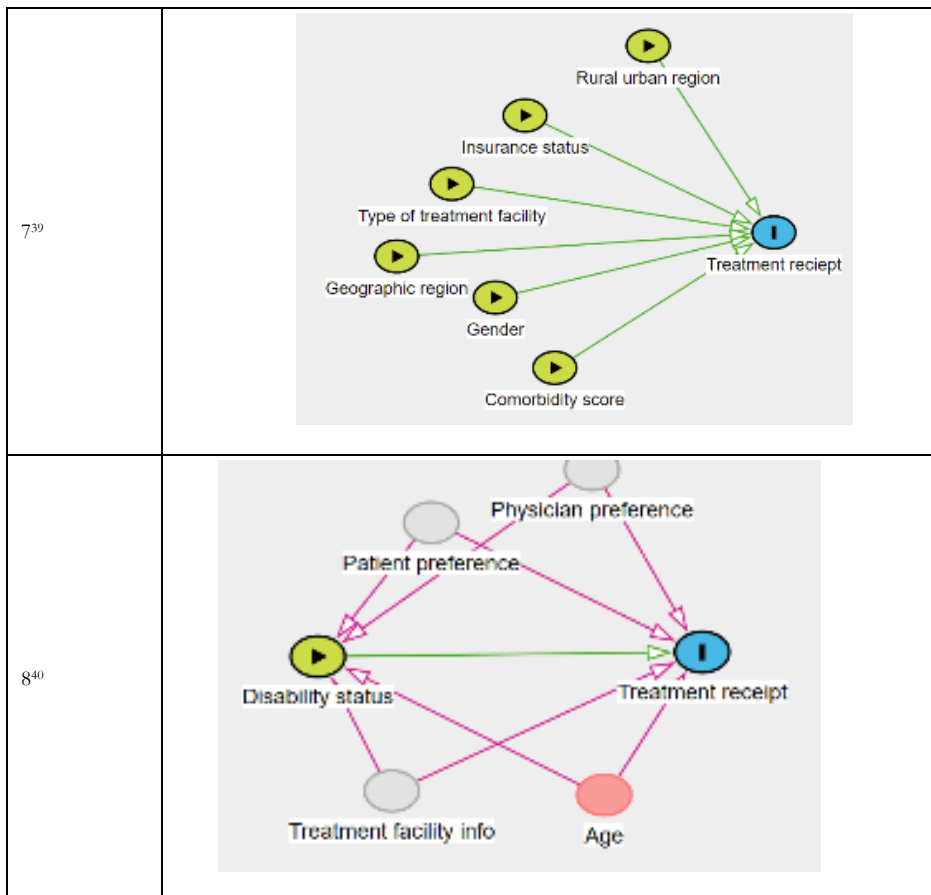 Rural urban region
Insurance status
Type of treatment facility
7³⁹
Treatment reciept
Geographic region
Gender
Comorbidity score
Physician preference
Patient preference
8⁴⁰
Disability status
Treatment receipt
Treatment facility info
Age